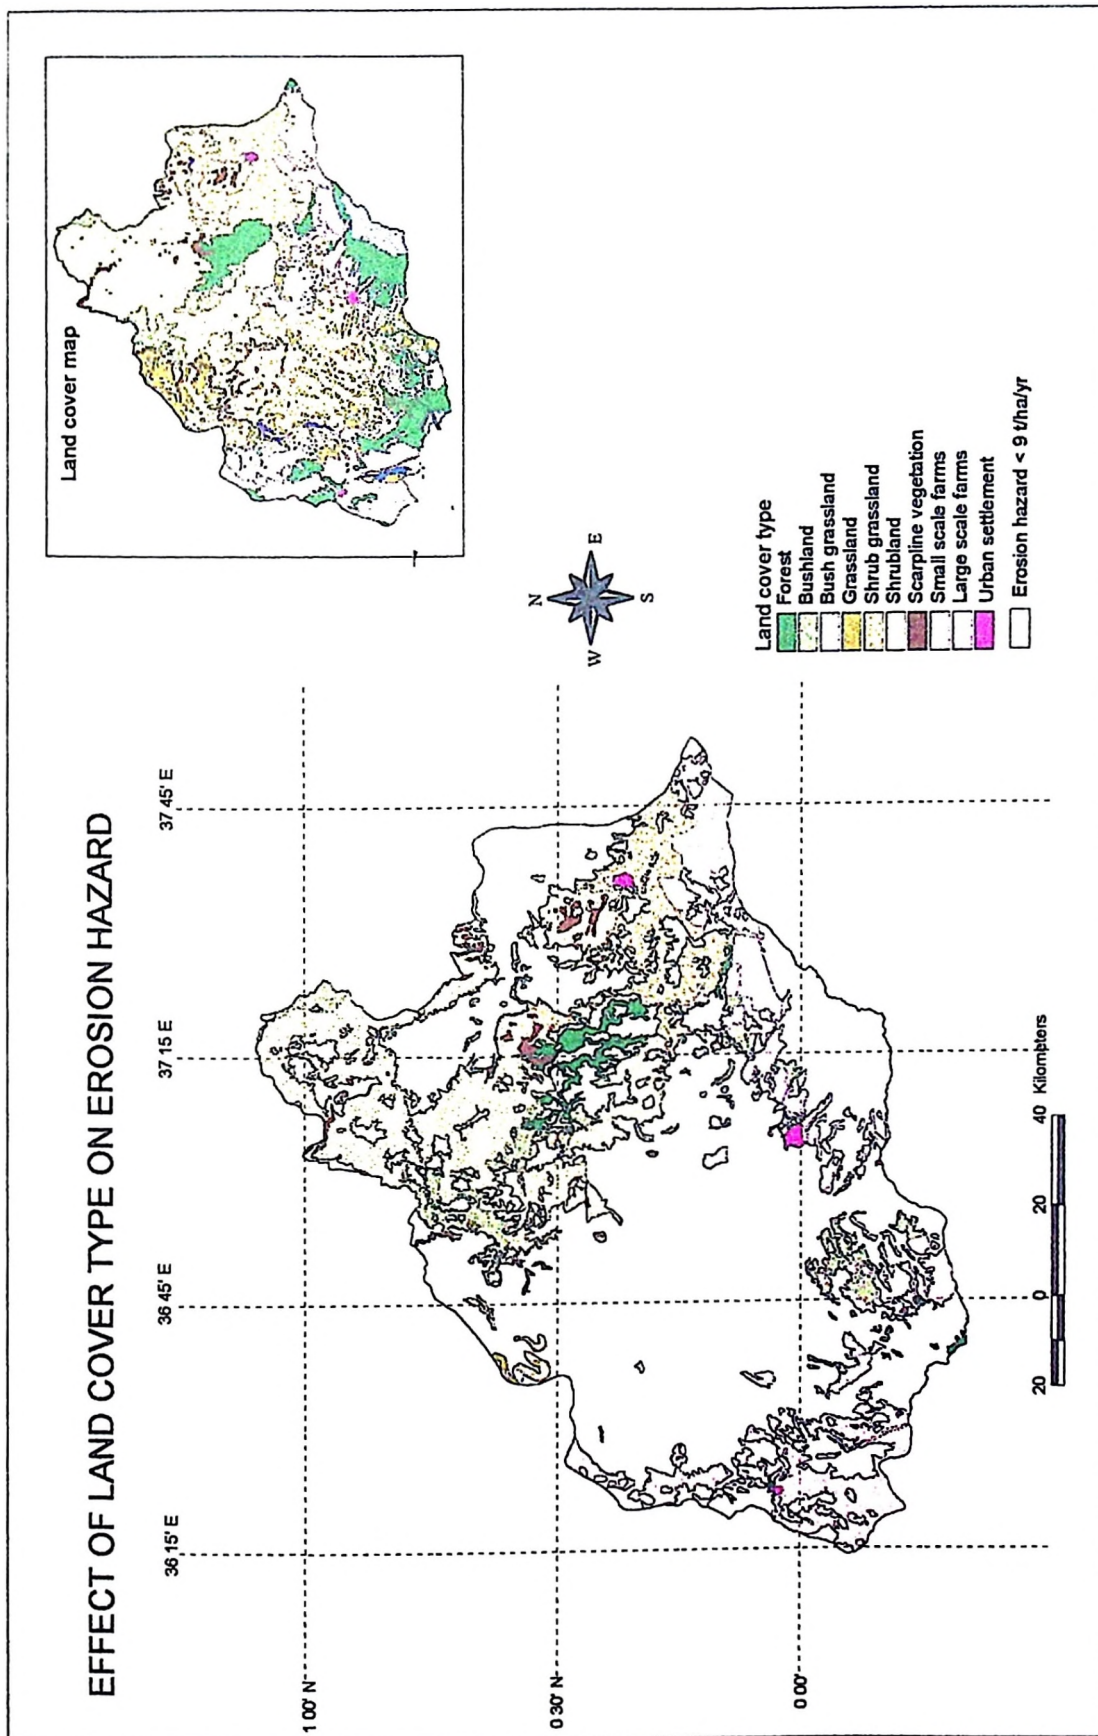 EFFECT OF LAND COVER TYPE ON EROSION HAZARD
Land cover map
36 15' E
36 45' E
37 15' E
37 45' E
1 00' N
0 30' N
0 00'
N
W
E
S
Land cover type
Forest
Bushland
Bush grassland
Grassland
Shrub grassland
Shrubland
Scarpline vegetation
Small scale farms
Large scale farms
Urban settlement
Erosion hazard < 9 t/ha/yr
20 0 20 40 Kilometers